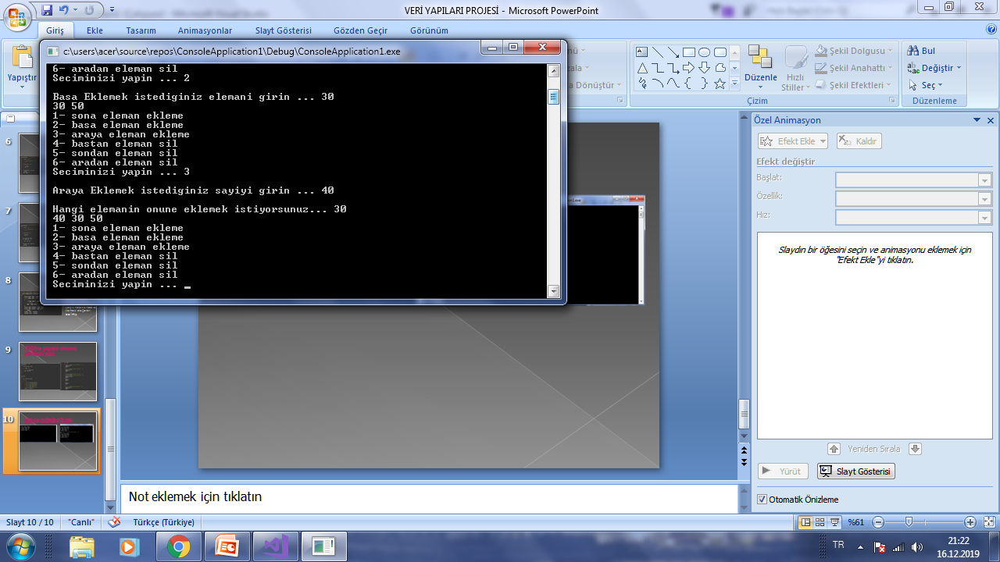 VERİ YAPILARI PROJESİ - Microsoft PowerPoint
Giriş Ekle Tasarım Animasyonlar Slayt Gösterisi Gözden Geçir Görünüm
c:\users\acer\source\repos\ConsoleApplication1\Debug\ConsoleApplication1.exe
6- aradan eleman sil
Seciminizi yapin ... 2
Basa Eklemek istediginiz elemani girin ... 30
30 50
1- sona eleman ekleme
2- basa eleman ekleme
3- araya eleman ekleme
4- bastan eleman sil
5- sondan eleman sil
6- aradan eleman sil
Seciminizi yapin ... 3
Araya Eklemek istediginiz sayiyi girin ... 40
Hangi elemanin onune eklemek istiyorsunuz... 30
40 30 50
1- sona eleman ekleme
2- basa eleman ekleme
3- araya eleman ekleme
4- bastan eleman sil
5- sondan eleman sil
6- aradan eleman sil
Seciminizi yapin ...
Yapıştır
Dönüştür
Düzenle
Hızlı
Stiller
Şekil Dolgusu
Şekil Anahattı
Şekil Efektleri
Çizim
Bul
Değiştir
Seç
Düzenleme
6
7
8
9
10
Özel Animasyon
Efekt Ekle
Kaldır
Efekt değiştir
Başlat:
Özellik:
Hız:
Slaydın bir öğesini seçin ve animasyonu eklemek için
"Efekt Ekle"yi tıklatın.
Yeniden Sırala
Yürüt
Slayt Gösterisi
Otomatik Önizleme
Not eklemek için tıklatın
Slayt 10 / 10
"Canlı"
Türkçe (Türkiye)
%61
TR
21:22
16.12.2019